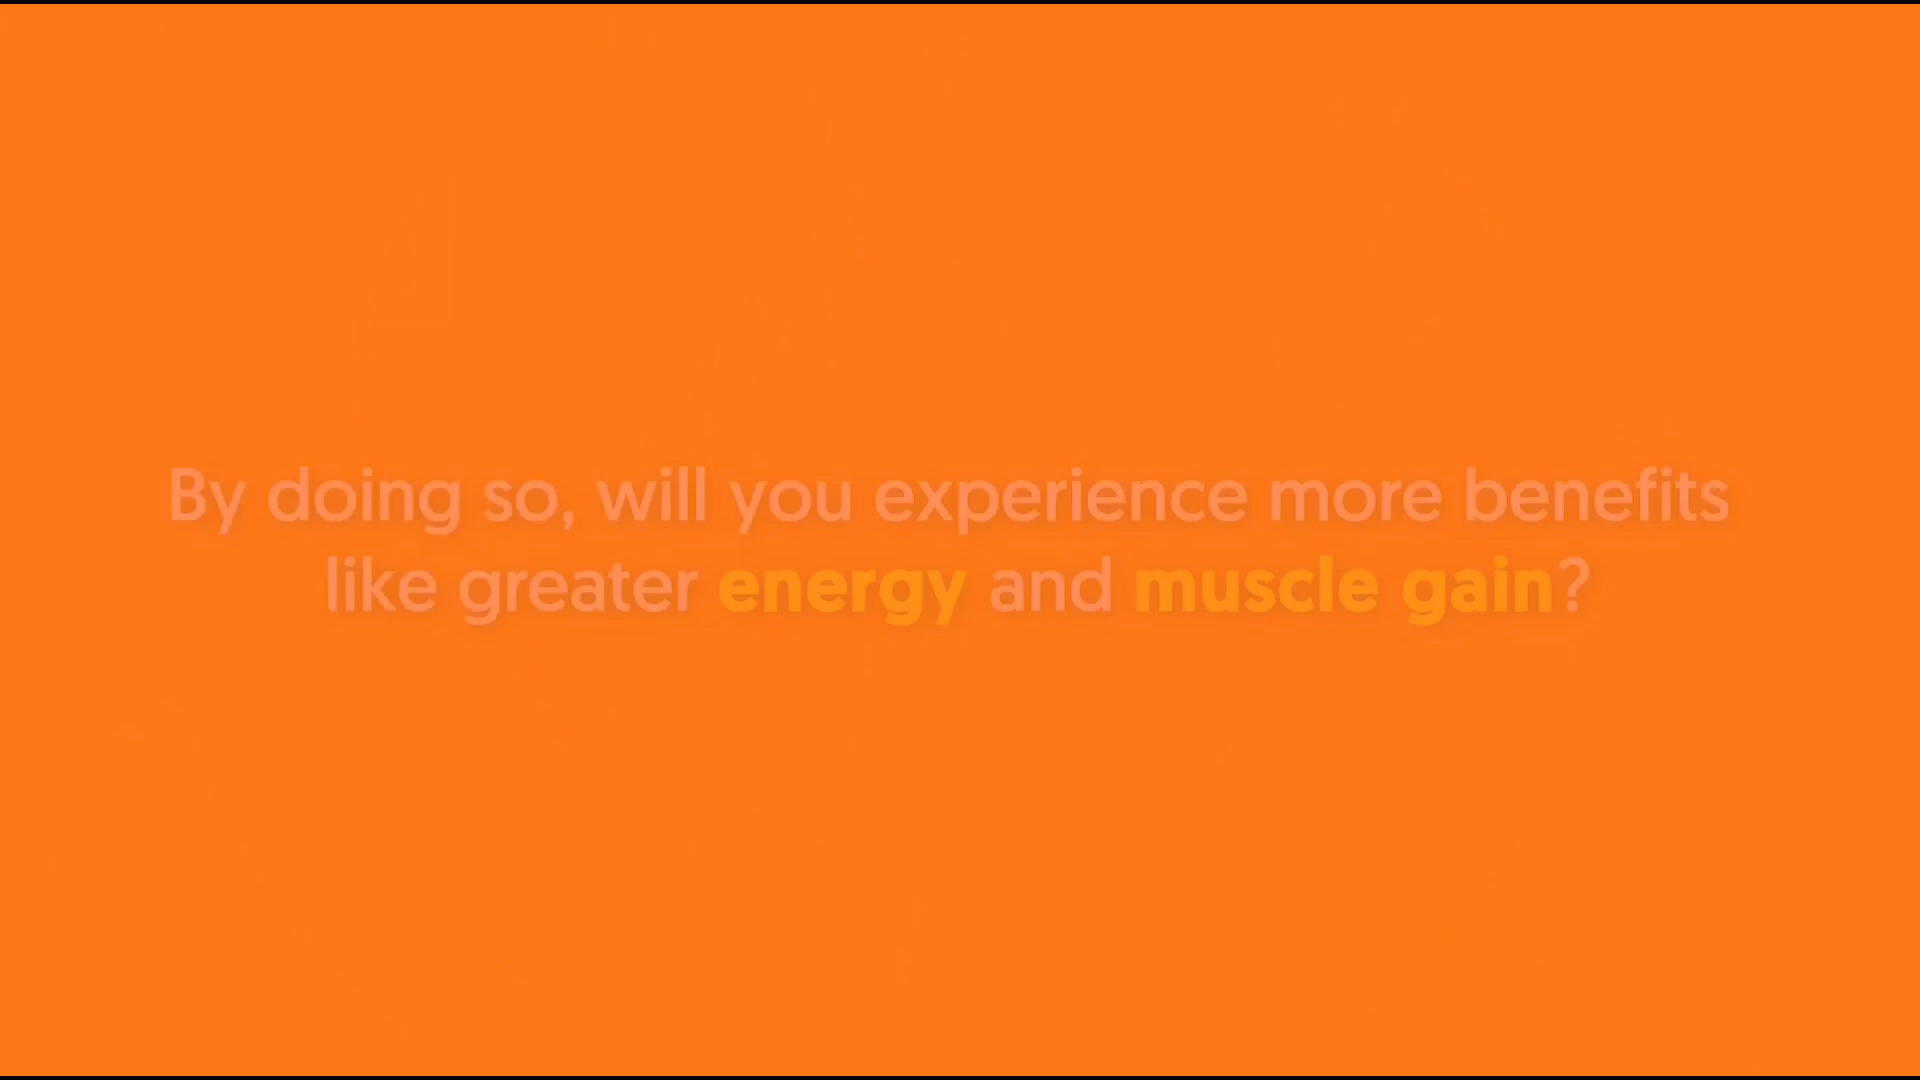 By doing so, will you experience more benefits
like greater energy and muscle gain?